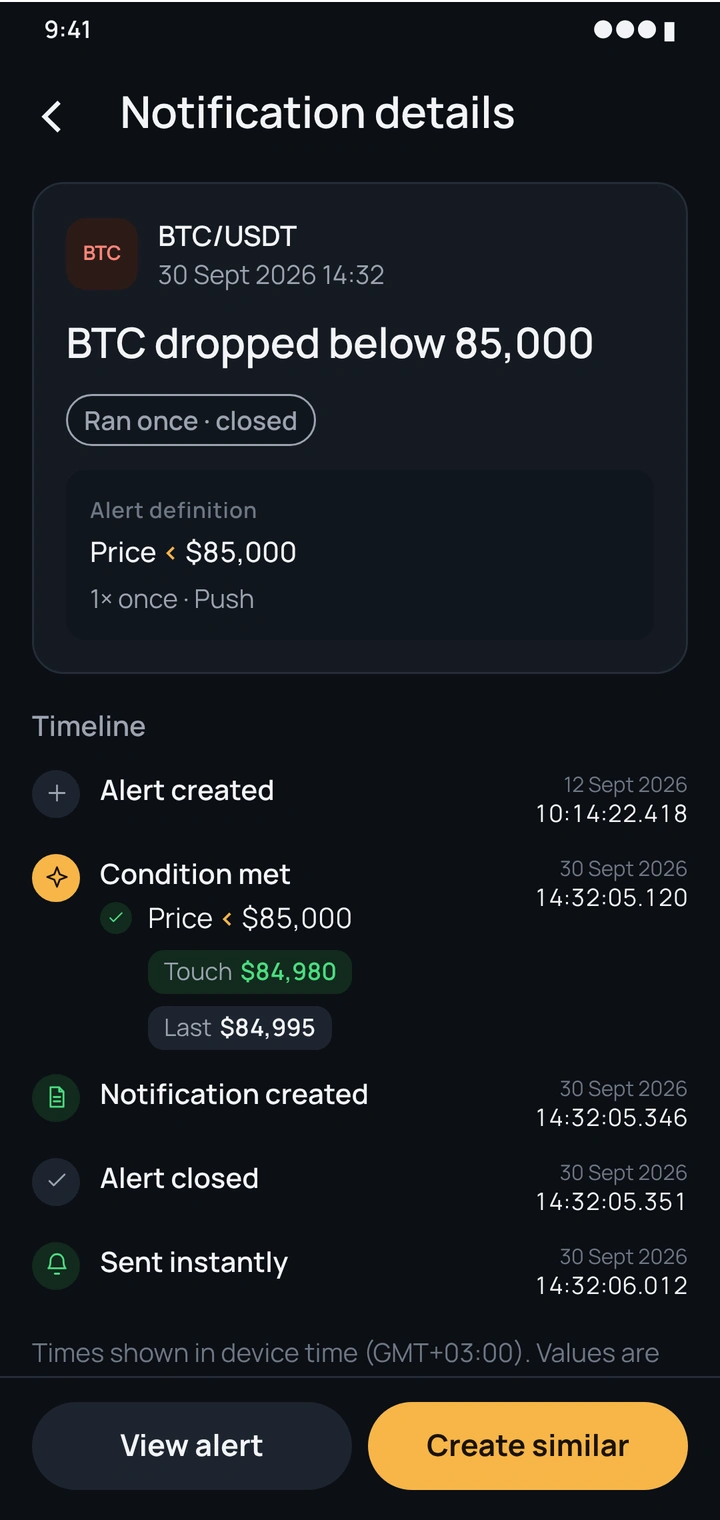 9:41
Notification details
BTC
BTC/USDT
30 Sept 2026 14:32
BTC dropped below 85,000
Ran once · closed
Alert definition
Price < $85,000
1× once · Push
Timeline
Alert created
12 Sept 2026
10:14:22.418
Condition met
30 Sept 2026
14:32:05.120
Price < $85,000
Touch $84,980
Last $84,995
Notification created
30 Sept 2026
14:32:05.346
Alert closed
30 Sept 2026
14:32:05.351
Sent instantly
30 Sept 2026
14:32:06.012
Times shown in device time (GMT+03:00). Values are
View alert
Create similar